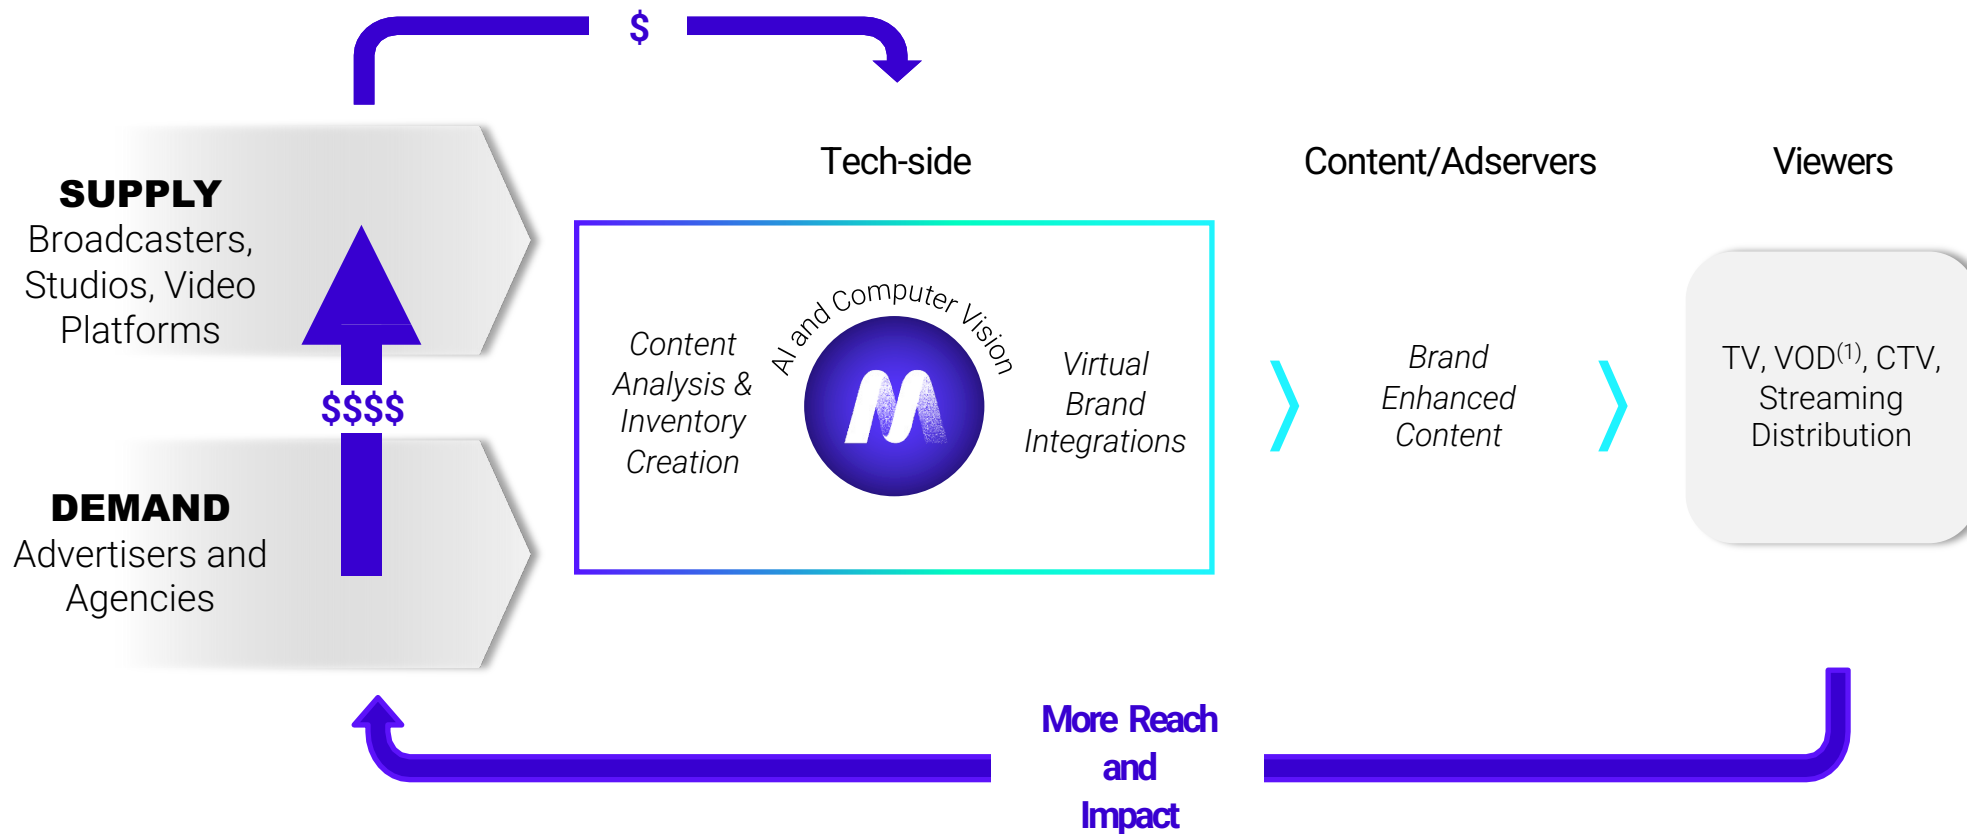 $
SUPPLY
Broadcasters,
Studios, Video
Platforms
$$$$
DEMAND
Advertisers and
Agencies
Tech-side
Content
Analysis &
Inventory
Creation
AI and Computer Vision
M
Virtual
Brand
Integrations
Content/Adservers
Brand
Enhanced
Content
Viewers
TV, VOD(1), CTV,
Streaming
Distribution
More Reach
and
Impact